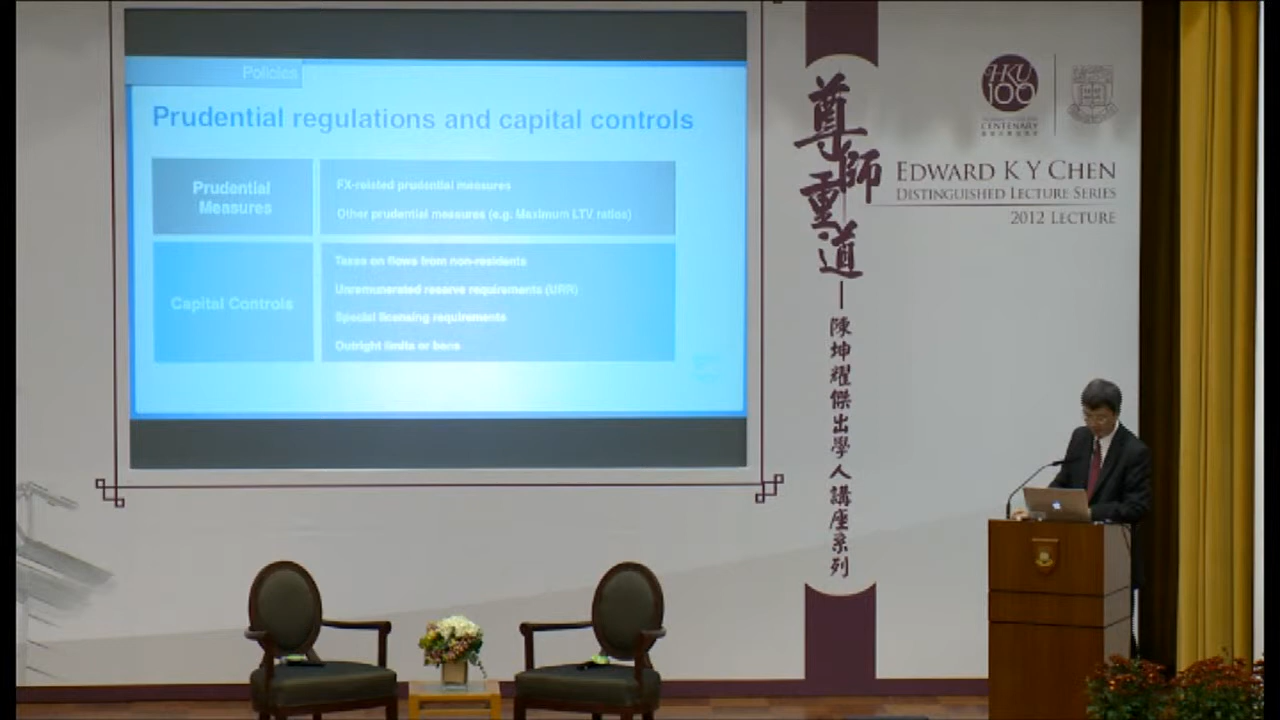 Policies
Prudential regulations and capital controls
Prudential
Measures
FX-related prudential measures
Other prudential measures (e.g. Maximum LTV ratios)
Capital Controls
Taxes on flows from non-residents
Unremunerated reserve requirements (URR)
Special licensing requirements
Outright limits or bans
尊師重道
陳坤耀傑出學人講座系列
HKU
100
CENTENARY
EDWARD K Y CHEN
DISTINGUISHED LECTURE SERIES
2012 LECTURE